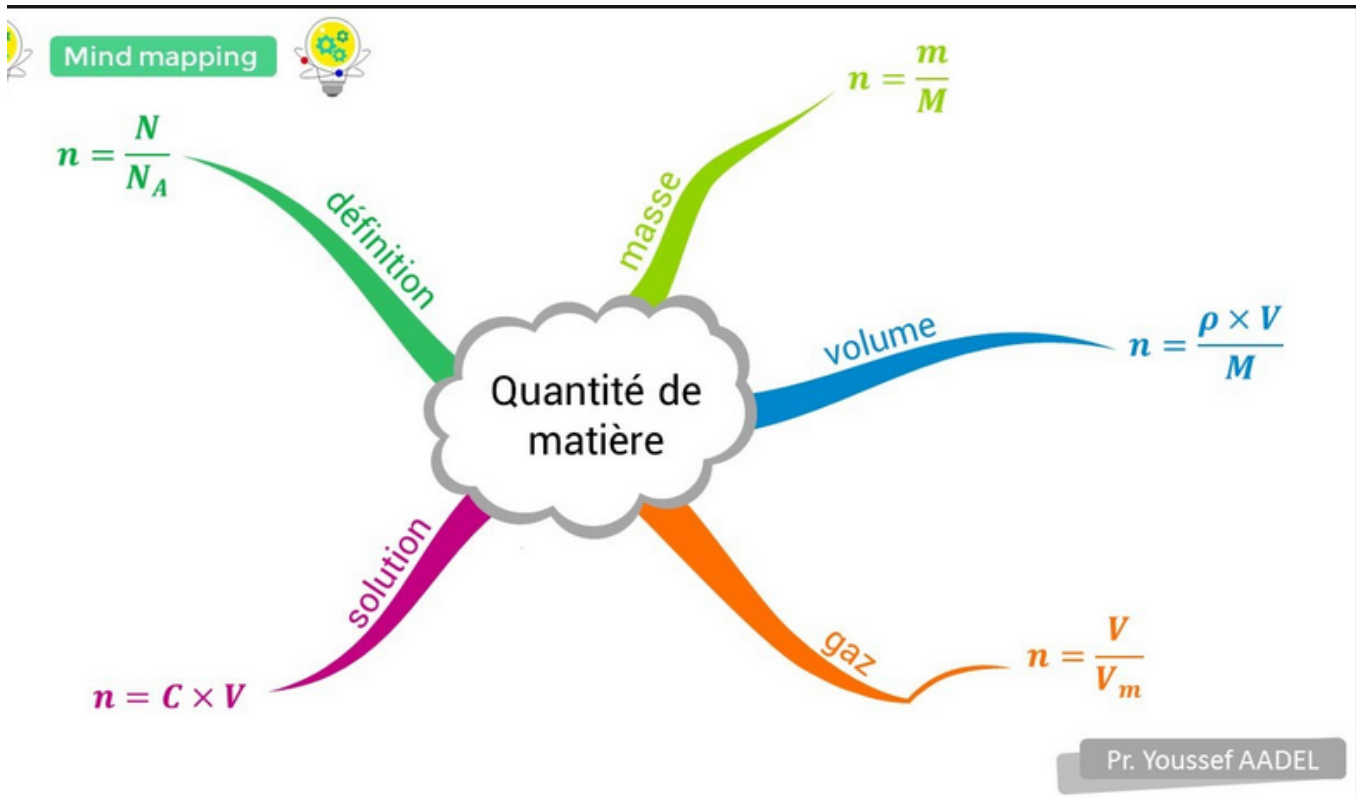 Mind mapping
n = m/M
masse
n = N/N_A
définition
volume
n = ρ × V/M
Quantité de
matière
solution
n = C × V
gaz
n = V/V_m
Pr. Youssef AADEL